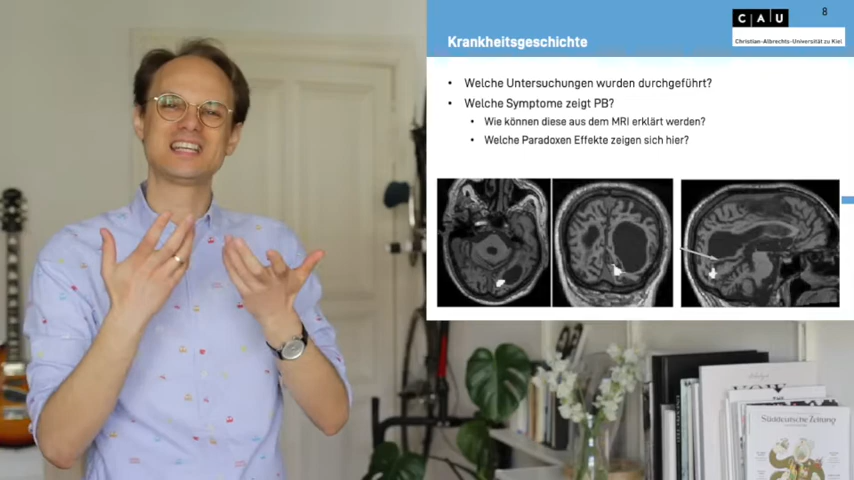 8
C A U
Christian-Albrechts-Universität zu Kiel
Krankheitsgeschichte
• Welche Untersuchungen wurden durchgeführt?
• Welche Symptome zeigt PB?
• Wie können diese aus dem MRI erklärt werden?
• Welche Paradoxen Effekte zeigen sich hier?
Süddeutsche Zeitung